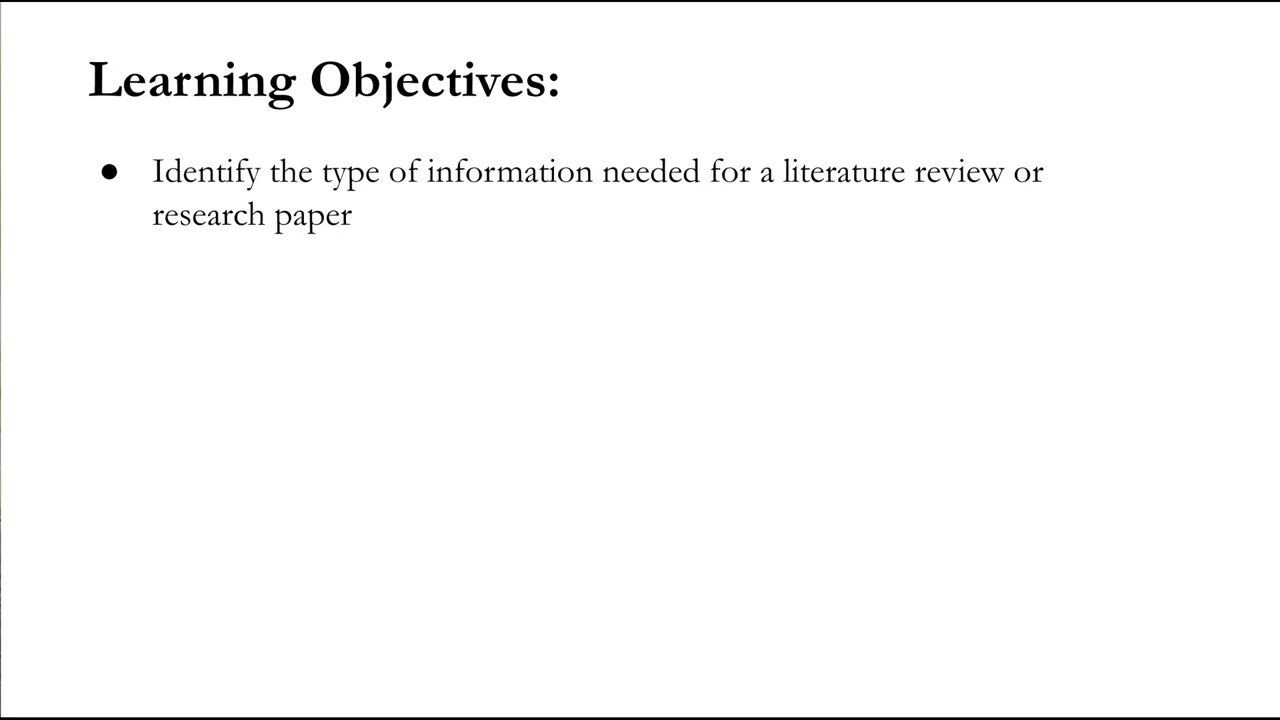 Learning Objectives:
● Identify the type of information needed for a literature review or
research paper